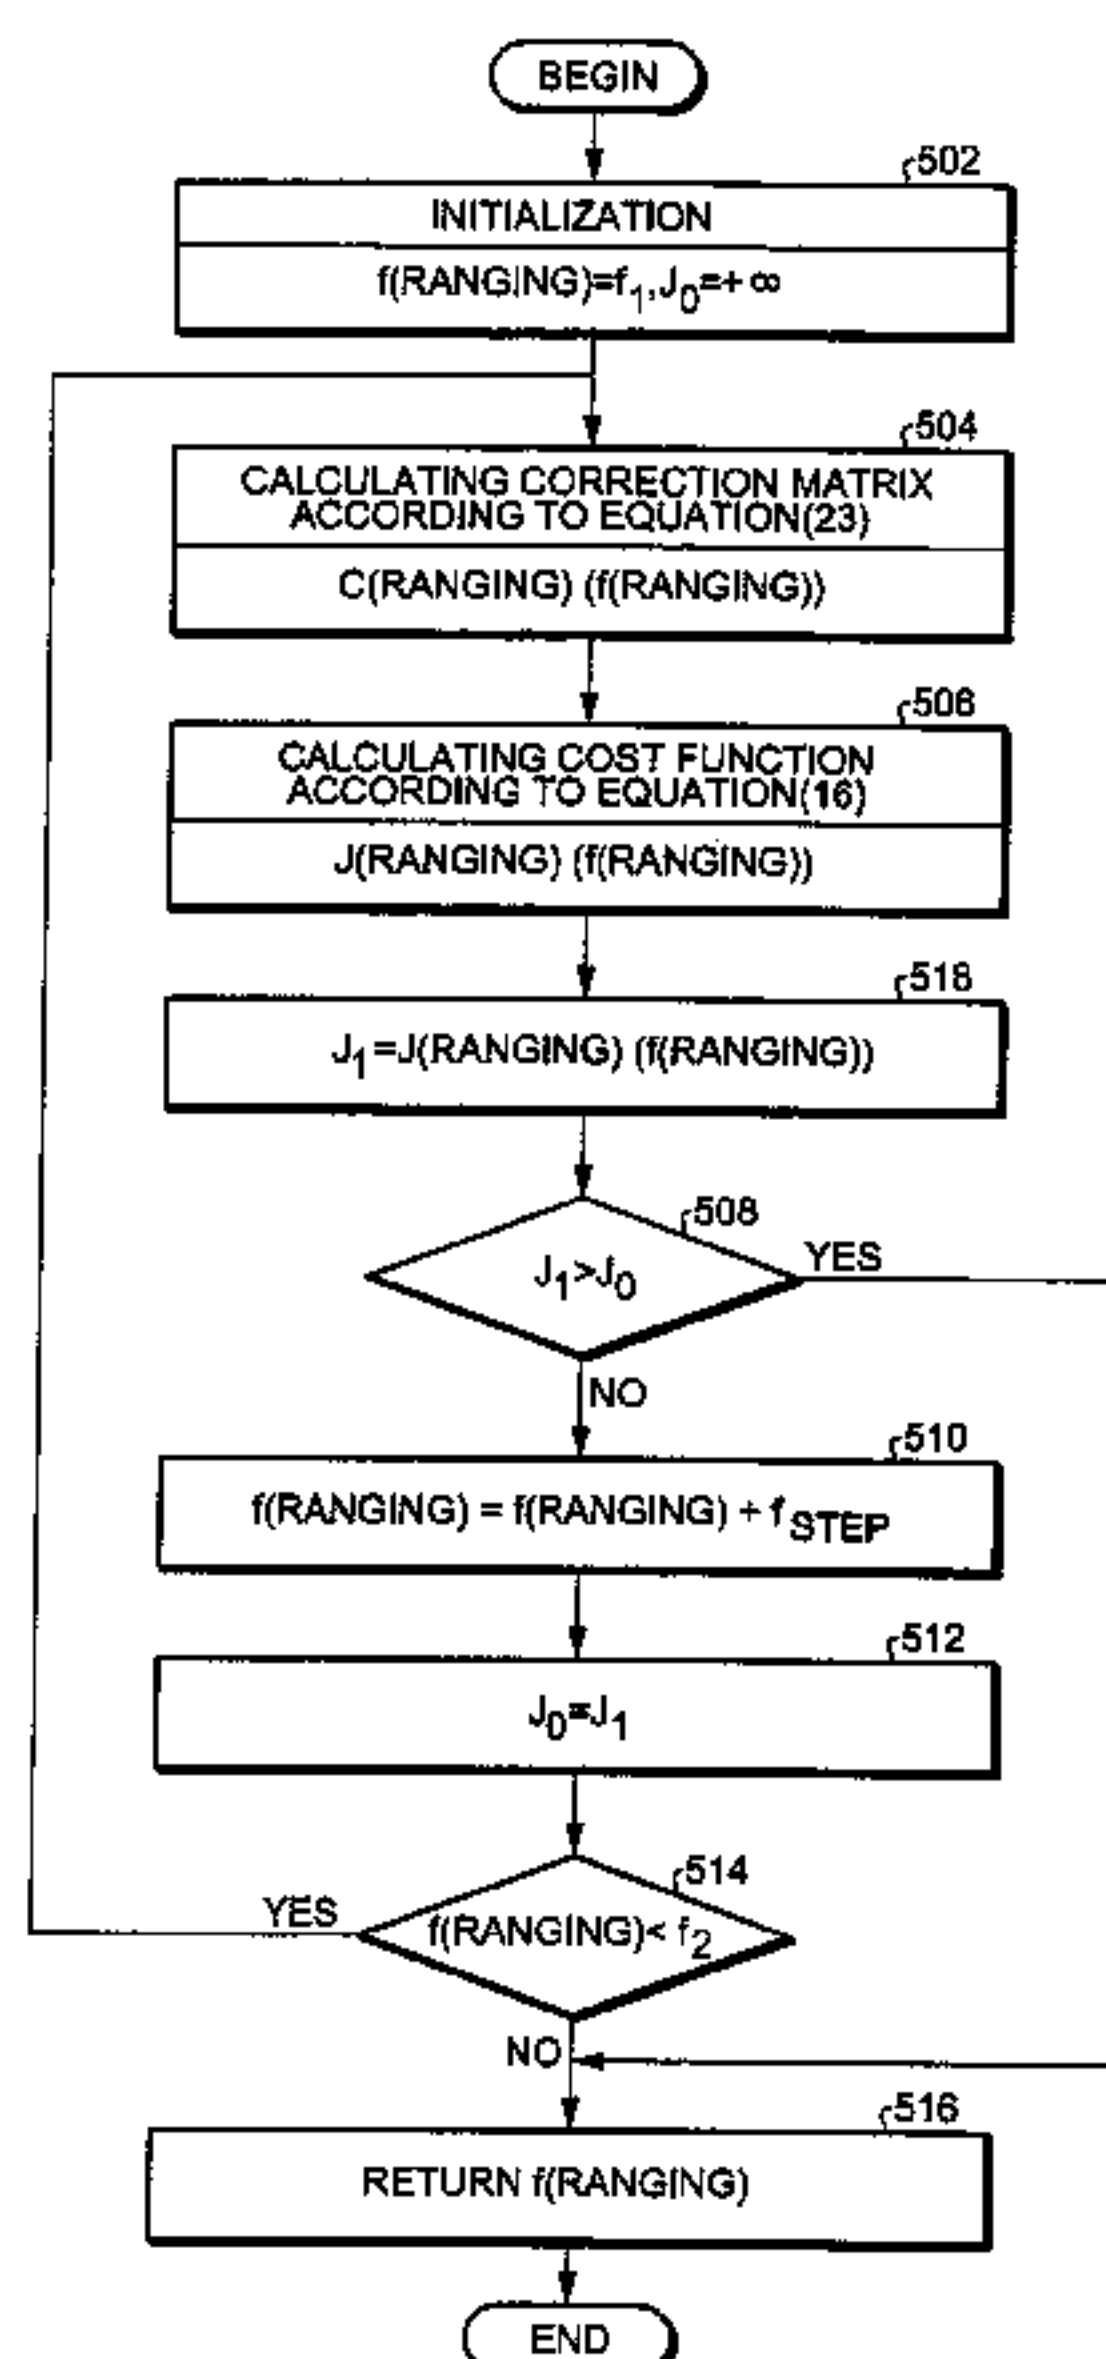 BEGIN
502
INITIALIZATION
f(RANGING)=f1,J0=+ ∞
504
CALCULATING CORRECTION MATRIX
ACCORDING TO EQUATION(23)
C(RANGING) (f(RANGING))
506
CALCULATING COST FUNCTION
ACCORDING TO EQUATION(16)
J(RANGING) (f(RANGING))
518
J1=J(RANGING) (f(RANGING))
508
J1>J0
YES
NO
510
f(RANGING) = f(RANGING) + fSTEP
512
J0=J1
514
YES
f(RANGING)< f2
NO
516
RETURN f(RANGING)
END